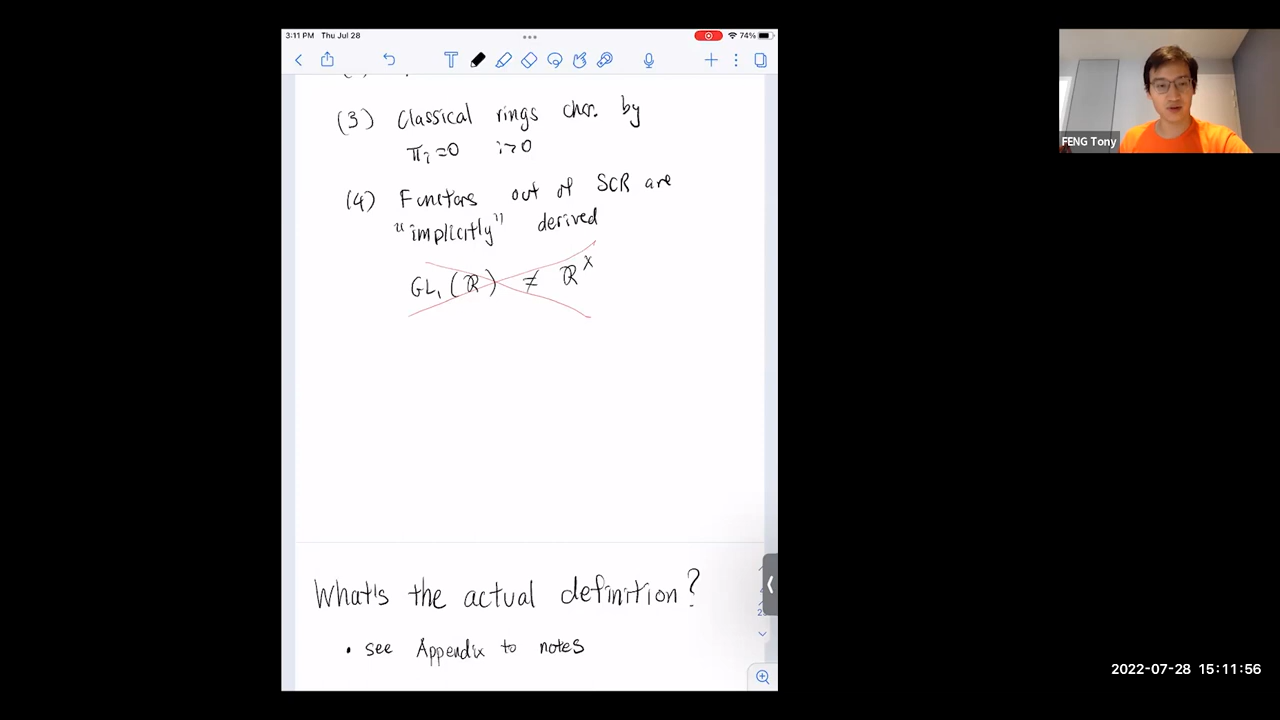 3:11 PM Thu Jul 28
74%
(3) Classical rings char. by
πᵢ=0 i>0
(4) Functors out of SCR are
"implicitly" derived
GL₁(R) ≠ R^×
What's the actual definition?
• see Appendix to notes
FENG Tony
2022-07-28 15:11:56